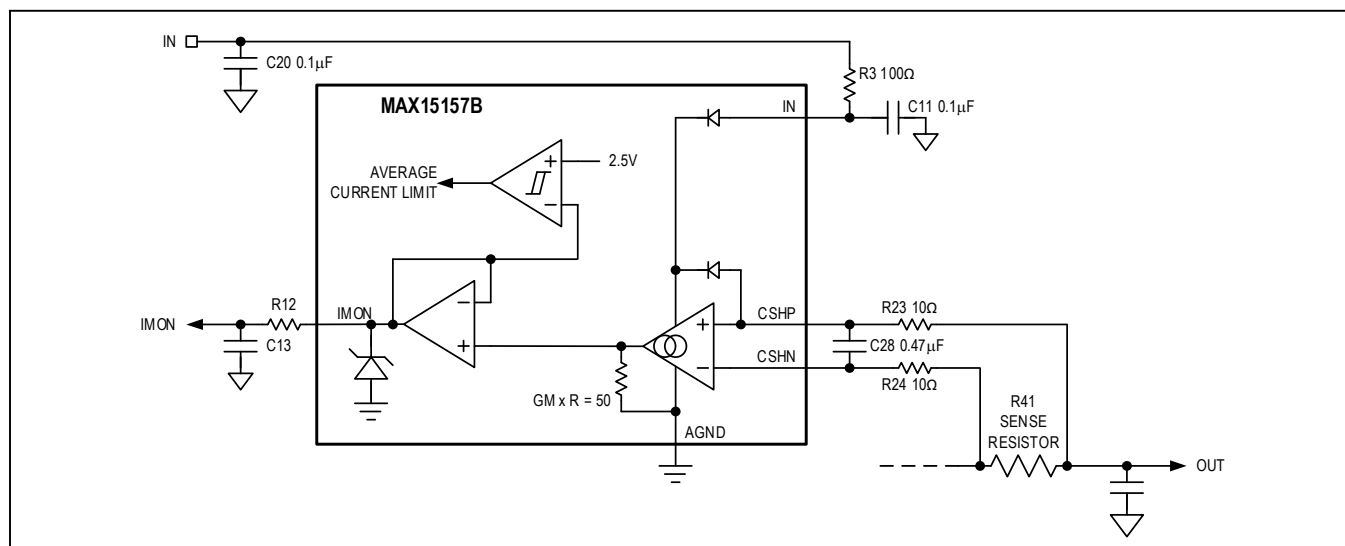 IN
C20 0.1µF
R3 100Ω
MAX15157B
IN
C11 0.1µF
+
2.5V
AVERAGE
CURRENT LIMIT
−
R12
IMON
IMON
−
+
C13
CSHP
R23 10Ω
+
C28 0.47µF
CSHN
−
R24 10Ω
GM x R = 50
R41
SENSE
RESISTOR
AGND
OUT